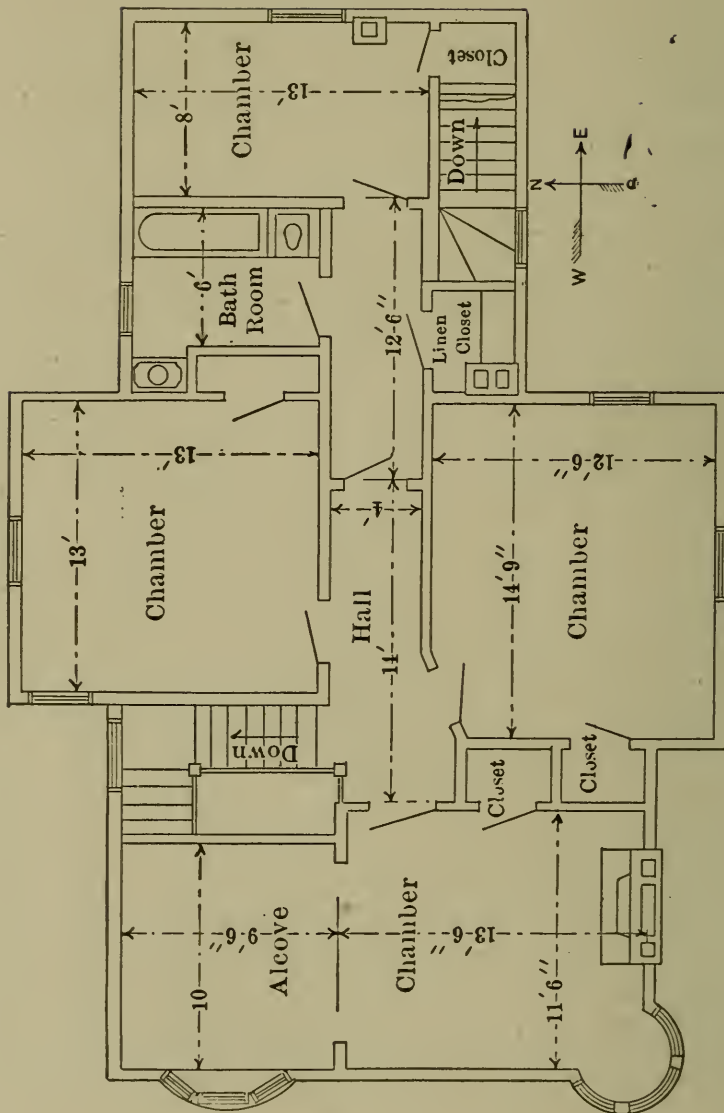 Chamber
8'
13'
Closet
Down
N
E
W
Bath
Room
6'
12'-6"
Linen
Closet
Chamber
13'
13'
Hall
4'
14'
Chamber
14'-9"
12'-6"
Down
Closet
Closet
Alcove
10
9'-6"
Chamber
13'-6"
11'-6"